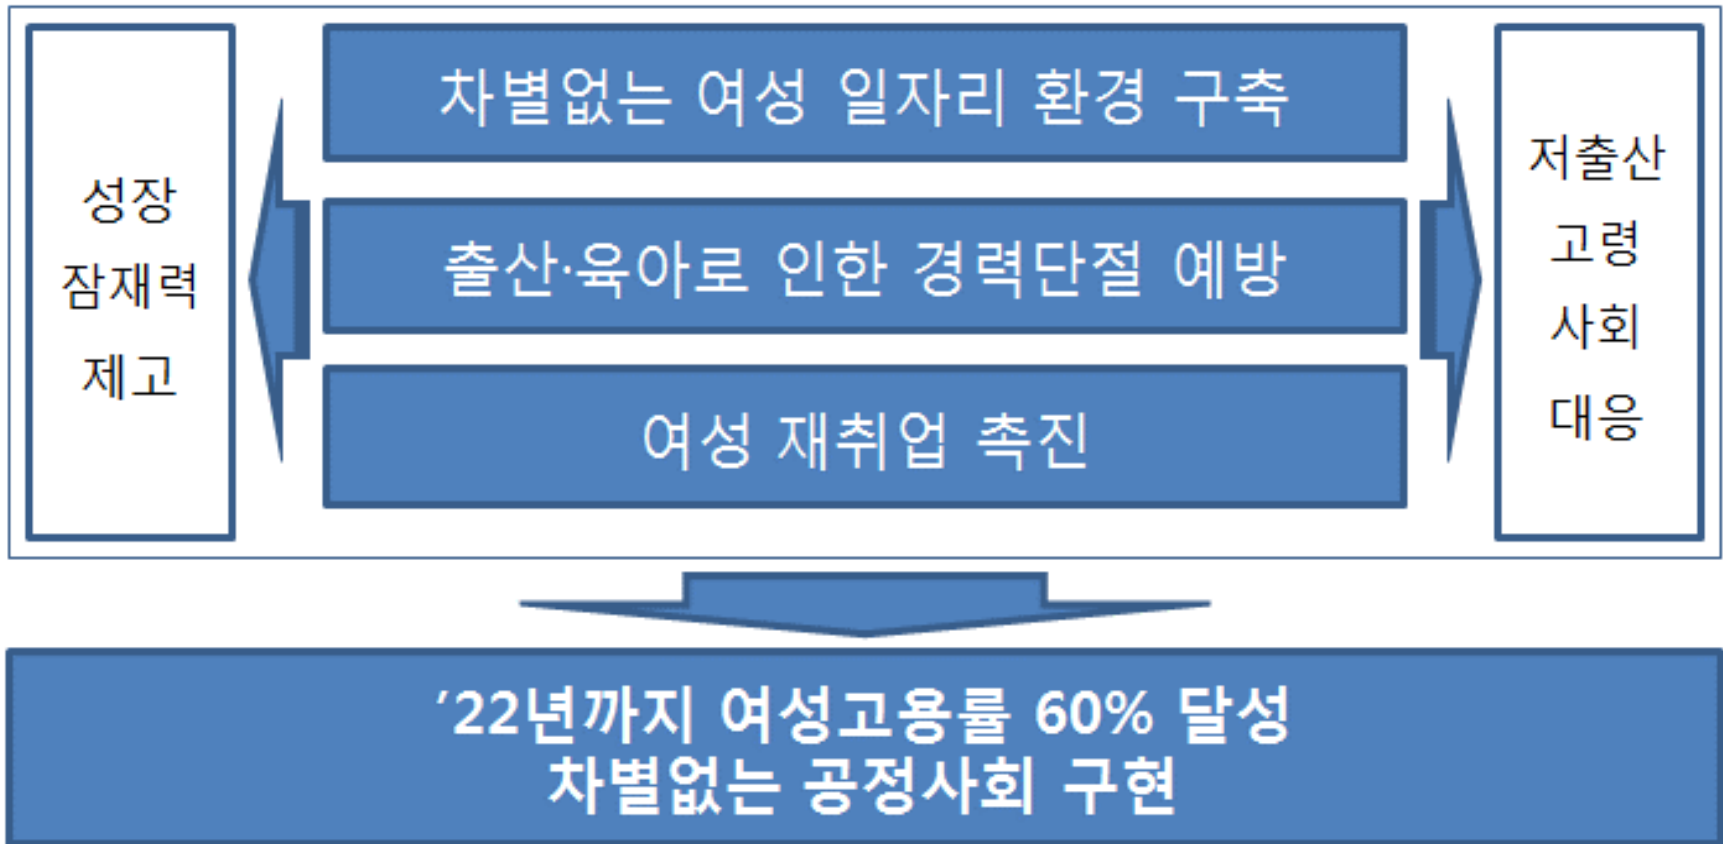 성장
잠재력
제고
차별없는 여성 일자리 환경 구축
출산·육아로 인한 경력단절 예방
여성 재취업 촉진
저출산
고령
사회
대응
’22년까지 여성고용률 60% 달성
차별없는 공정사회 구현